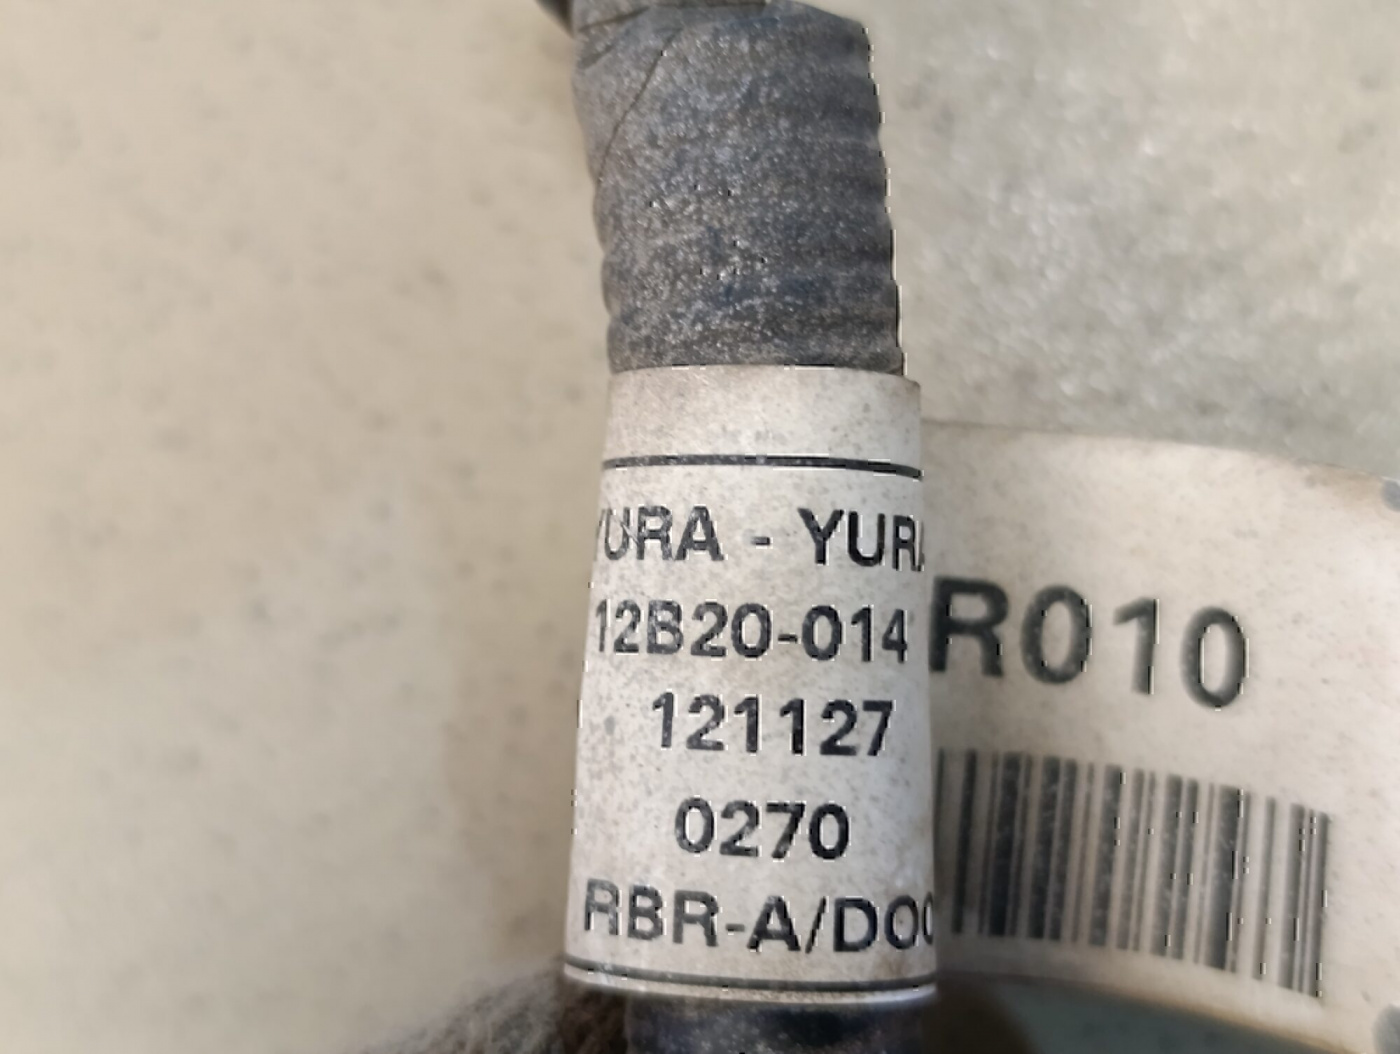 YURA - YURA
12B20-014
121127
0270
RBR-A/DOO
R010